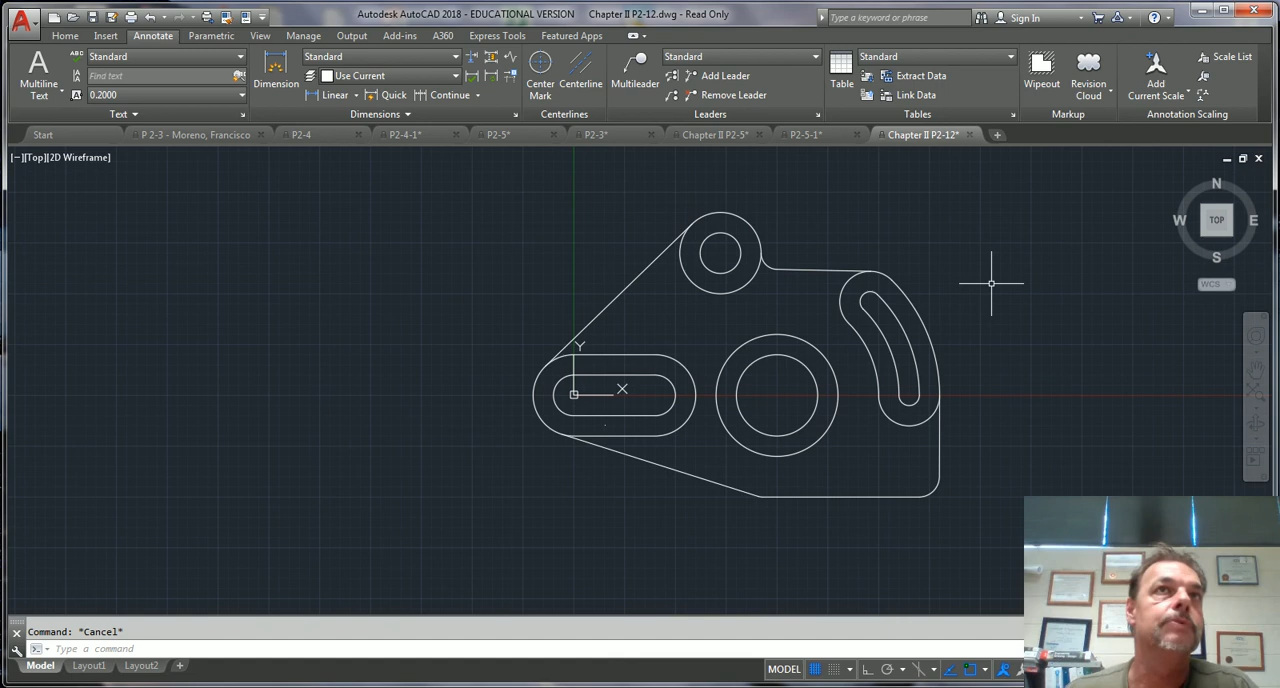 Autodesk AutoCAD 2018 - EDUCATIONAL VERSION Chapter II P2-12.dwg - Read Only
Type a keyword or phrase
Sign In
Home Insert Annotate Parametric View Manage Output Add-ins A360 Express Tools Featured Apps
A
Multiline
Text
ABC
Standard
Find text
0.2000
Text
Dimension
Standard
Use Current
Linear Quick Continue
Dimensions
Center
Mark
Centerline
Centerlines
Multileader
Standard
Add Leader
Remove Leader
Leaders
Table
Standard
Extract Data
Link Data
Tables
Wipeout
Revision
Cloud
Markup
Add
Current Scale
Scale List
Annotation Scaling
Start
P 2-3 - Moreno, Francisco
P2-4
P2-4-1*
P2-5*
P2-3*
Chapter II P2-5*
P2-5-1*
Chapter II P2-12*
[−][Top][2D Wireframe]
N
W TOP E
S
WCS
Y
X
Command: *Cancel*
Type a command
Model Layout1 Layout2
MODEL